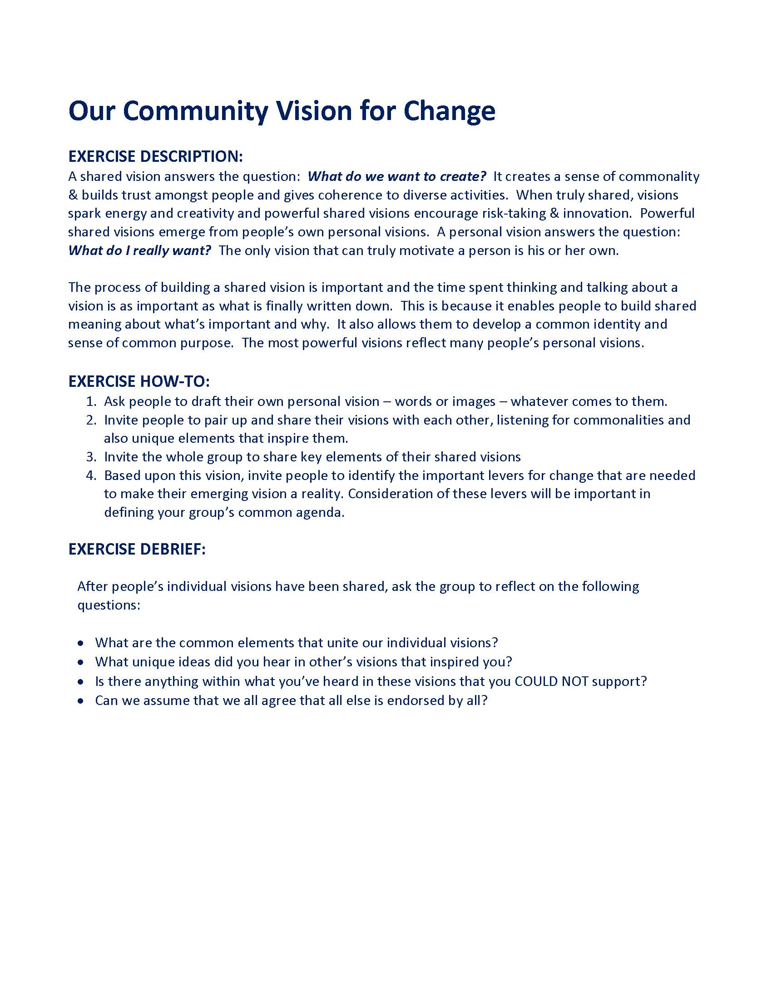 Our Community Vision for Change
EXERCISE DESCRIPTION:
A shared vision answers the question:  What do we want to create?  It creates a sense of commonality
& builds trust amongst people and gives coherence to diverse activities.  When truly shared, visions
spark energy and creativity and powerful shared visions encourage risk-taking & innovation.  Powerful
shared visions emerge from people’s own personal visions.  A personal vision answers the question:
What do I really want?  The only vision that can truly motivate a person is his or her own.
The process of building a shared vision is important and the time spent thinking and talking about a
vision is as important as what is finally written down.  This is because it enables people to build shared
meaning about what’s important and why.  It also allows them to develop a common identity and
sense of common purpose.  The most powerful visions reflect many people’s personal visions.
EXERCISE HOW-TO:
1. Ask people to draft their own personal vision – words or images – whatever comes to them.
2. Invite people to pair up and share their visions with each other, listening for commonalities and
also unique elements that inspire them.
3. Invite the whole group to share key elements of their shared visions
4. Based upon this vision, invite people to identify the important levers for change that are needed
to make their emerging vision a reality. Consideration of these levers will be important in
defining your group’s common agenda.
EXERCISE DEBRIEF:
After people’s individual visions have been shared, ask the group to reflect on the following
questions:
• What are the common elements that unite our individual visions?
• What unique ideas did you hear in other’s visions that inspired you?
• Is there anything within what you’ve heard in these visions that you COULD NOT support?
• Can we assume that we all agree that all else is endorsed by all?